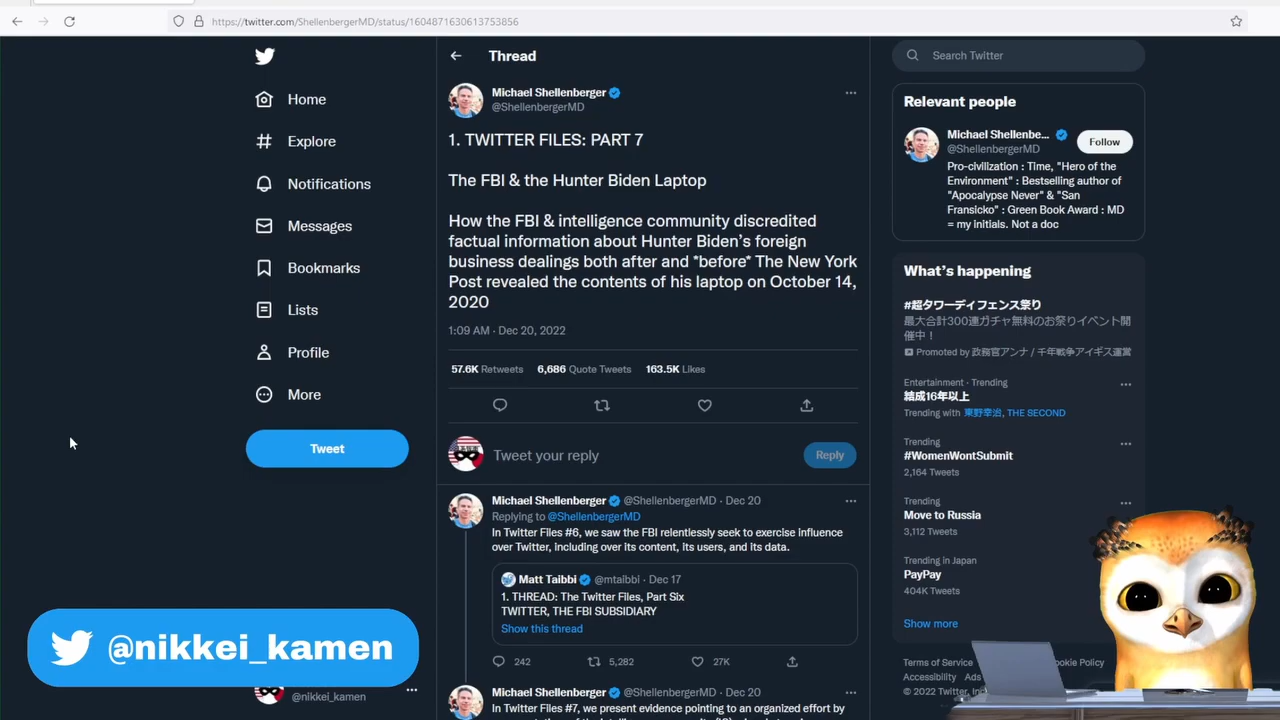 https://twitter.com/ShellenbergerMD/status/1604871630613753856
Home
Explore
Notifications
Messages
Bookmarks
Lists
Profile
More
Tweet
@nikkei_kamen
@nikkei_kamen
Thread
Michael Shellenberger
@ShellenbergerMD
1. TWITTER FILES: PART 7
The FBI & the Hunter Biden Laptop
How the FBI & intelligence community discredited
factual information about Hunter Biden's foreign
business dealings both after and *before* The New York
Post revealed the contents of his laptop on October 14,
2020
1:09 AM · Dec 20, 2022
57.6K Retweets 6,686 Quote Tweets 163.5K Likes
Tweet your reply
Reply
Michael Shellenberger @ShellenbergerMD · Dec 20
Replying to @ShellenbergerMD
In Twitter Files #6, we saw the FBI relentlessly seek to exercise influence
over Twitter, including over its content, its users, and its data.
Matt Taibbi @mtaibbi · Dec 17
1. THREAD: The Twitter Files, Part Six
TWITTER, THE FBI SUBSIDIARY
Show this thread
242 5,282 27K
Michael Shellenberger @ShellenbergerMD · Dec 20
In Twitter Files #7, we present evidence pointing to an organized effort by
Search Twitter
Relevant people
Michael Shellenbe...
@ShellenbergerMD
Follow
Pro-civilization : Time, "Hero of the
Environment" : Bestselling author of
"Apocalypse Never" & "San
Fransicko" : Green Book Award : MD
= my initials. Not a doc
What's happening
#超タワーディフェンス祭り
最大合計300連ガチャ無料のお祭りイベント開
催中！
Promoted by 政務官アンナ / 千年戦争アイギス運営
Entertainment · Trending
結成16年以上
Trending with 東野幸治, THE SECOND
Trending
#WomenWontSubmit
2,164 Tweets
Trending
Move to Russia
3,112 Tweets
Trending in Japan
PayPay
404K Tweets
Show more
Terms of Service
ookie Policy
Accessibility Ads
© 2022 Twitter, In